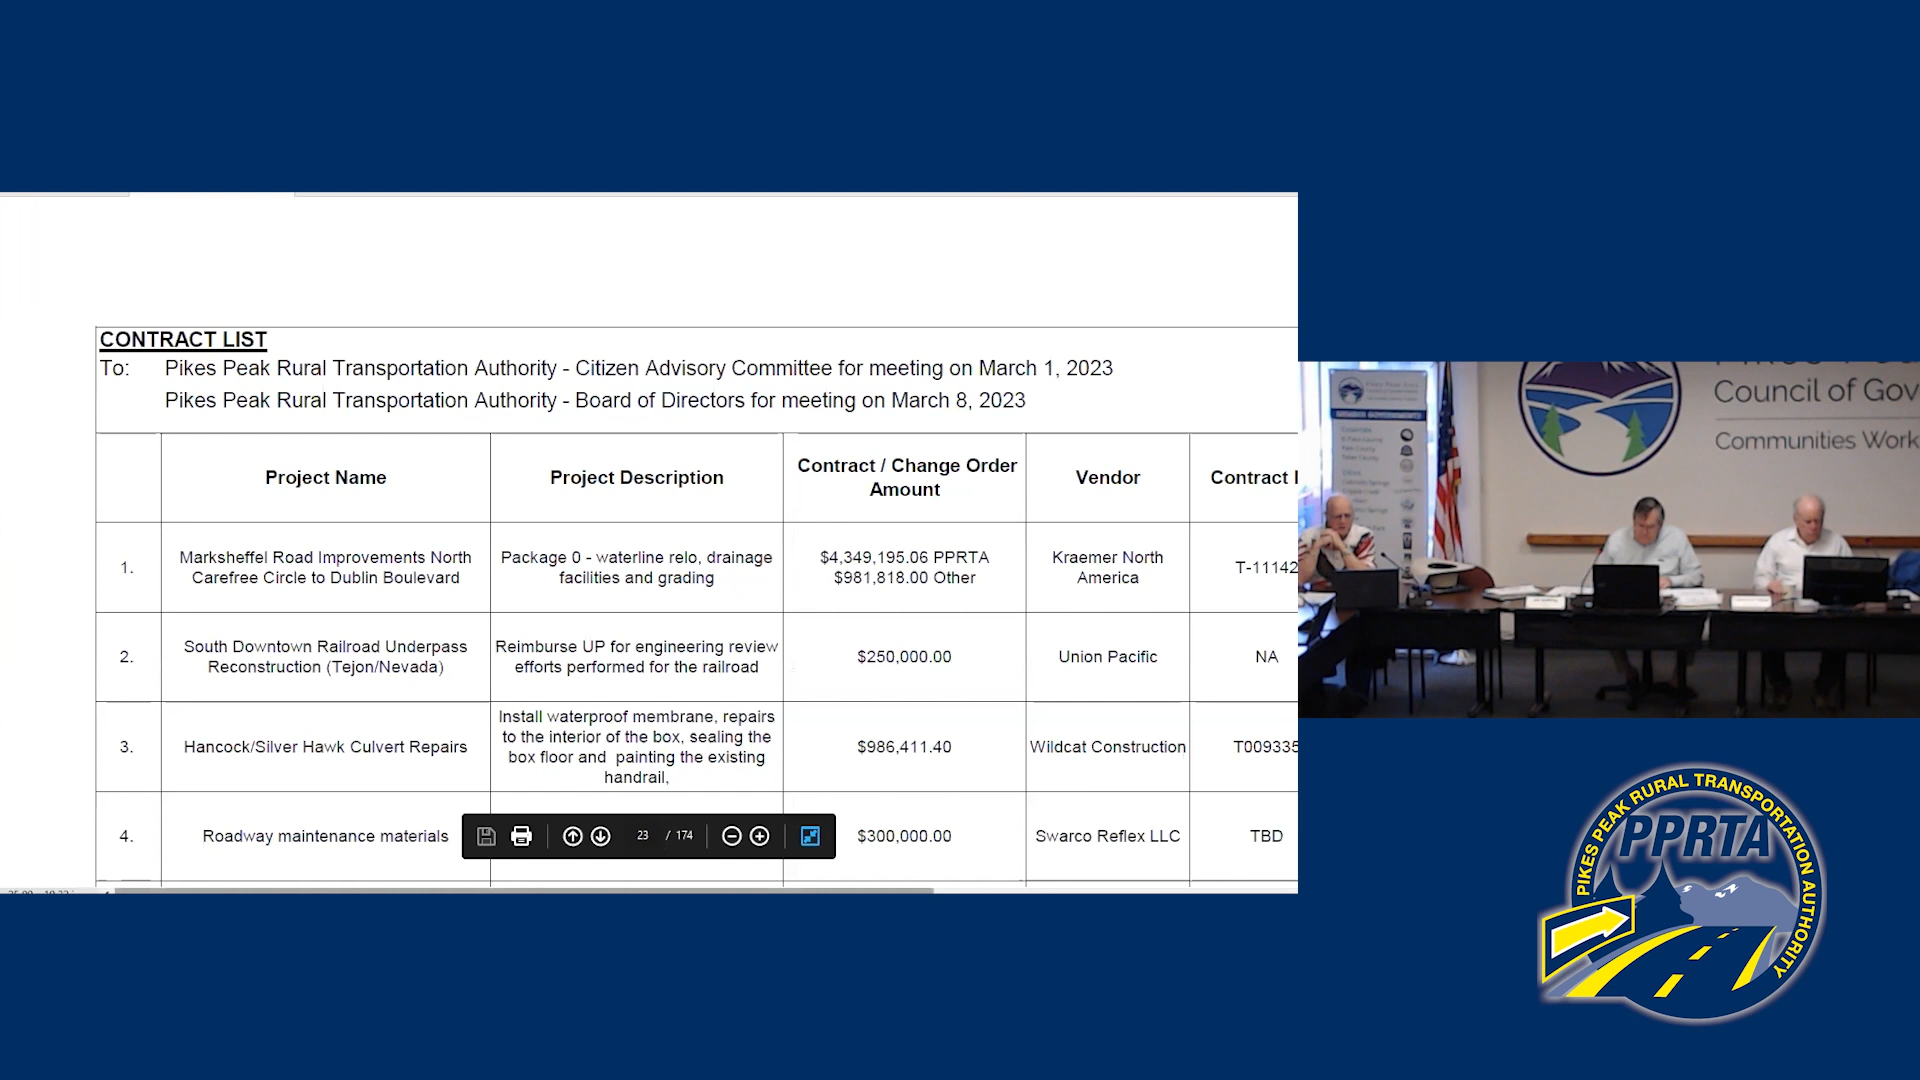 CONTRACT LIST
To: Pikes Peak Rural Transportation Authority - Citizen Advisory Committee for meeting on March 1, 2023
Pikes Peak Rural Transportation Authority - Board of Directors for meeting on March 8, 2023
Project Name
Project Description
Contract / Change Order
Amount
Vendor
Contract
1.
Marksheffel Road Improvements North
Carefree Circle to Dublin Boulevard
Package 0 - waterline relo, drainage
facilities and grading
$4,349,195.06 PPRTA
$981,818.00 Other
Kraemer North
America
T-11142
2.
South Downtown Railroad Underpass
Reconstruction (Tejon/Nevada)
Reimburse UP for engineering review
efforts performed for the railroad
$250,000.00
Union Pacific
NA
3.
Hancock/Silver Hawk Culvert Repairs
Install waterproof membrane, repairs
to the interior of the box, sealing the
box floor and painting the existing
handrail,
$986,411.40
Wildcat Construction
T009335
4.
Roadway maintenance materials
$300,000.00
Swarco Reflex LLC
TBD
23 / 174
Pikes Peak Area
Council of Gov
Communities Work
PIKES PEAK RURAL TRANSPORTATION AUTHORITY
PPRTA